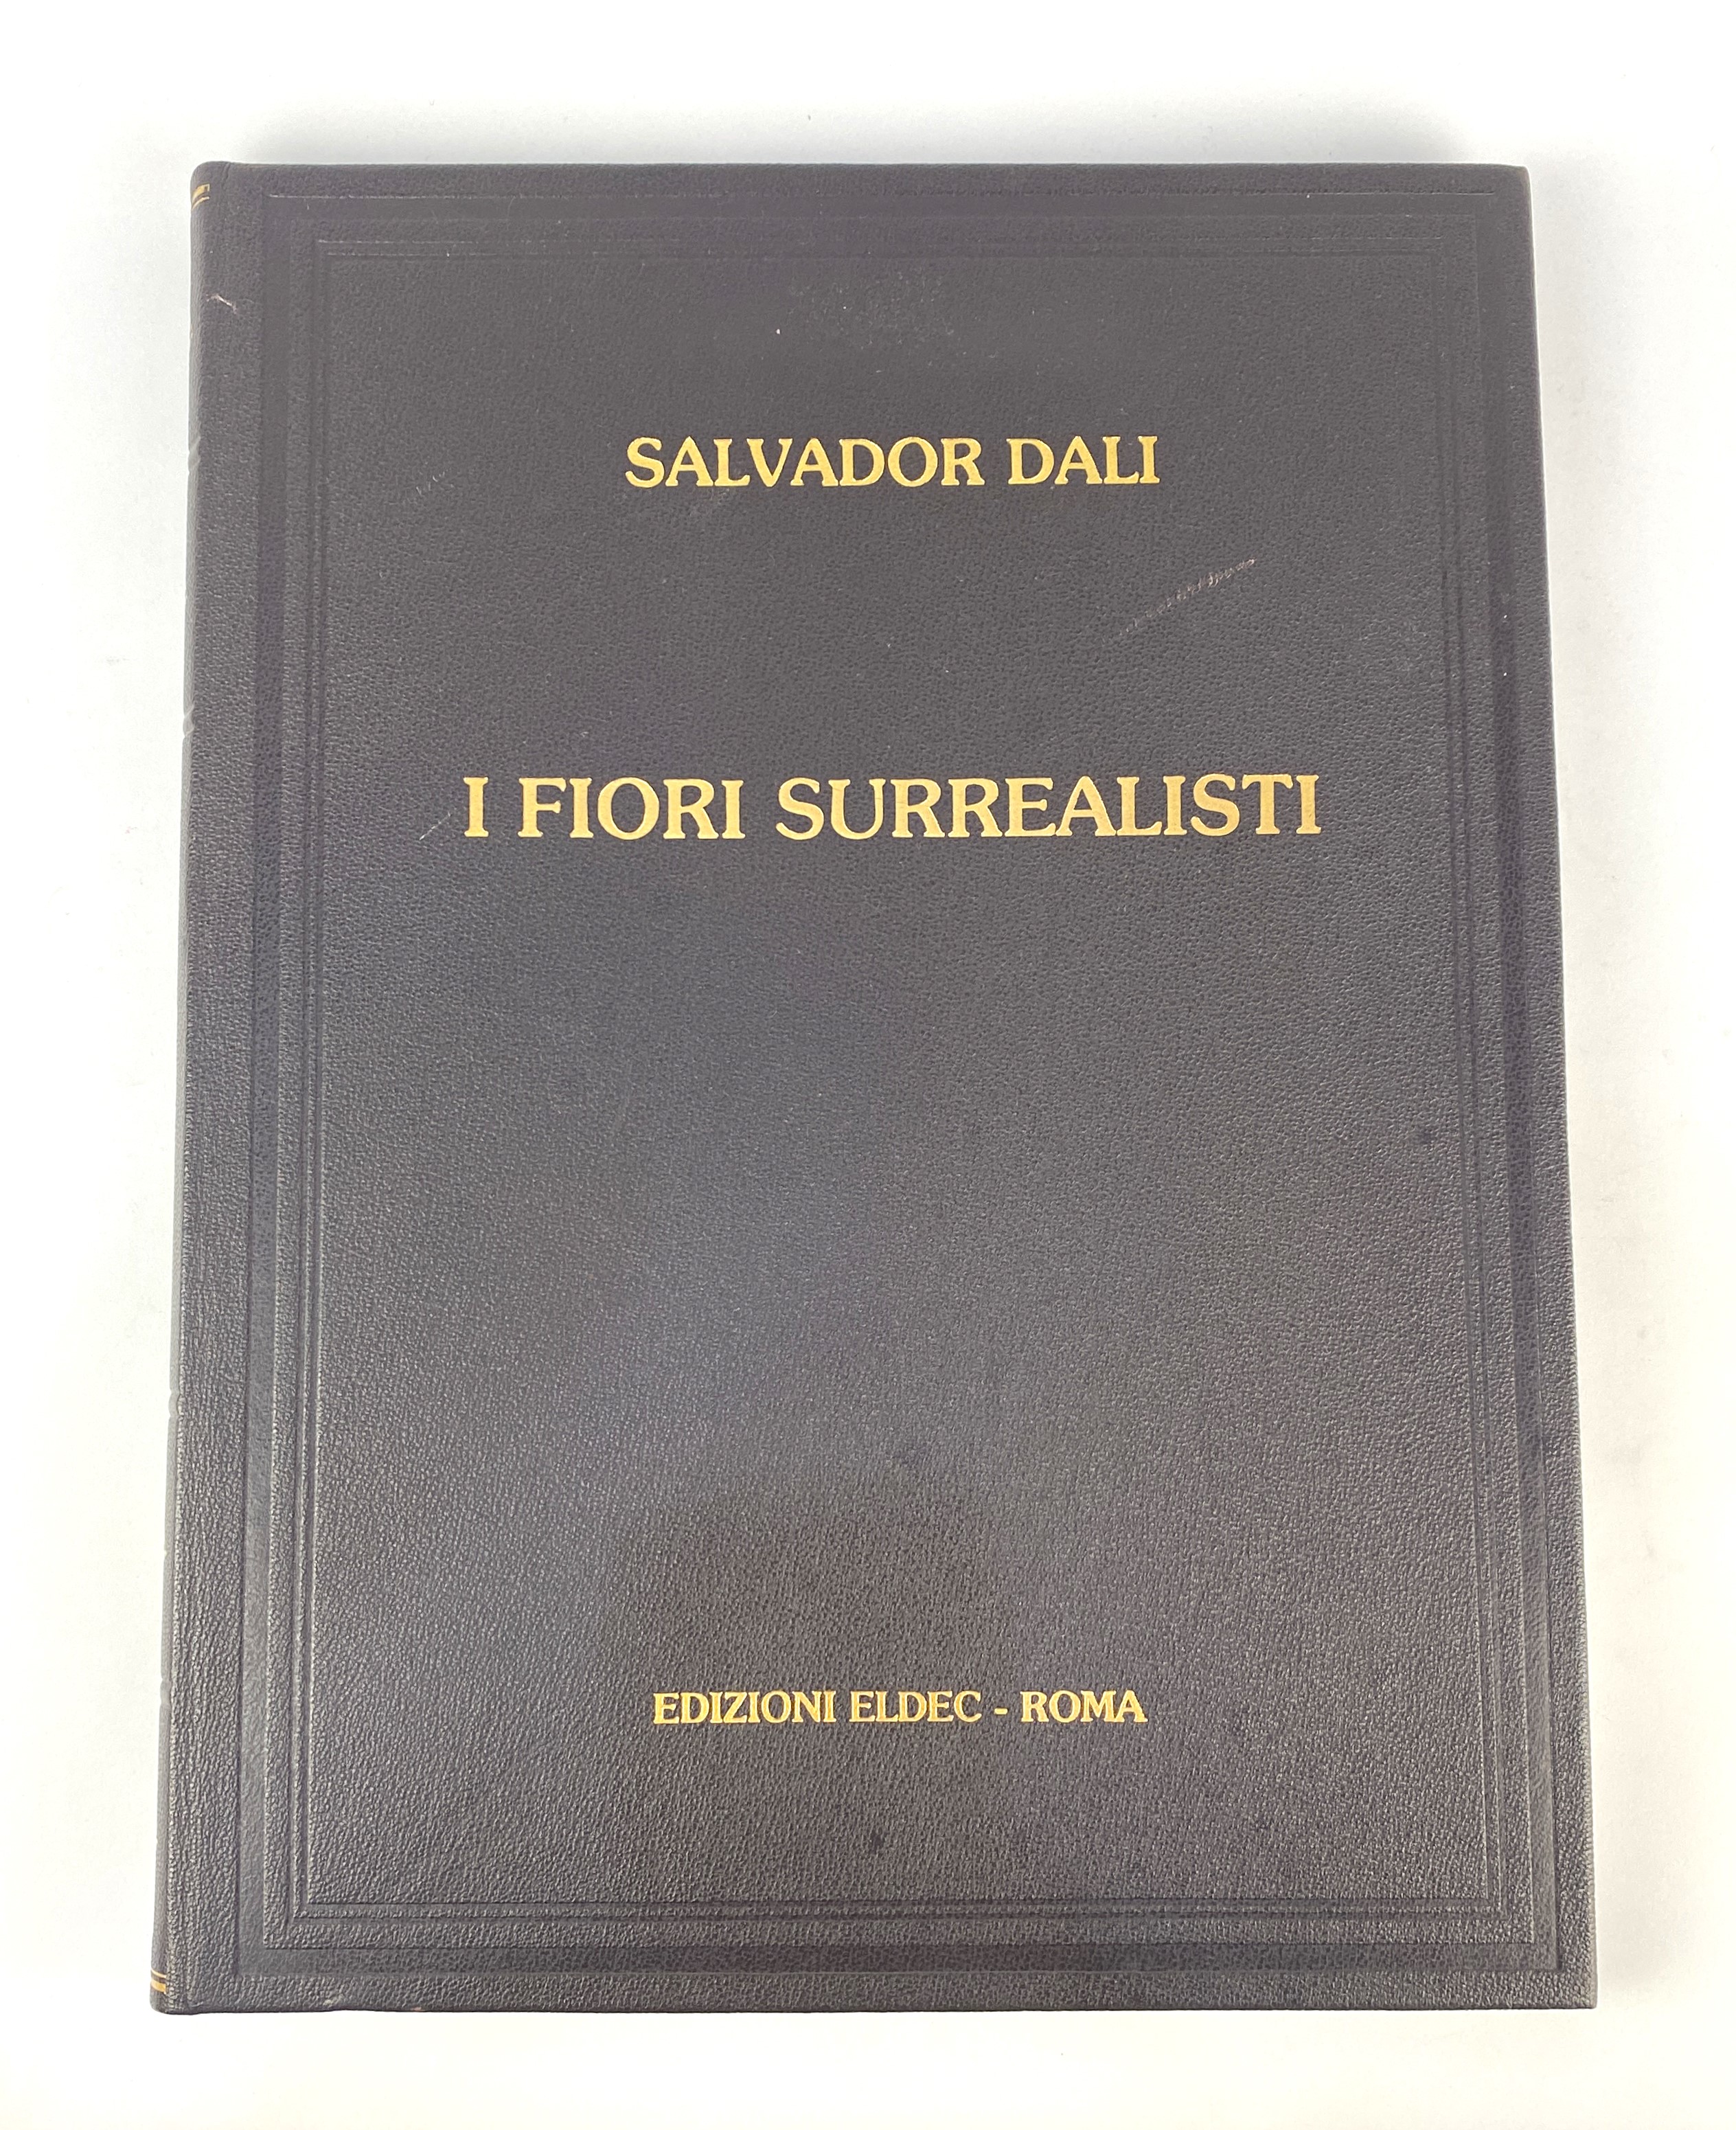 SALVADOR DALI
I FIORI SURREALISTI
EDIZIONI ELDEC - ROMA